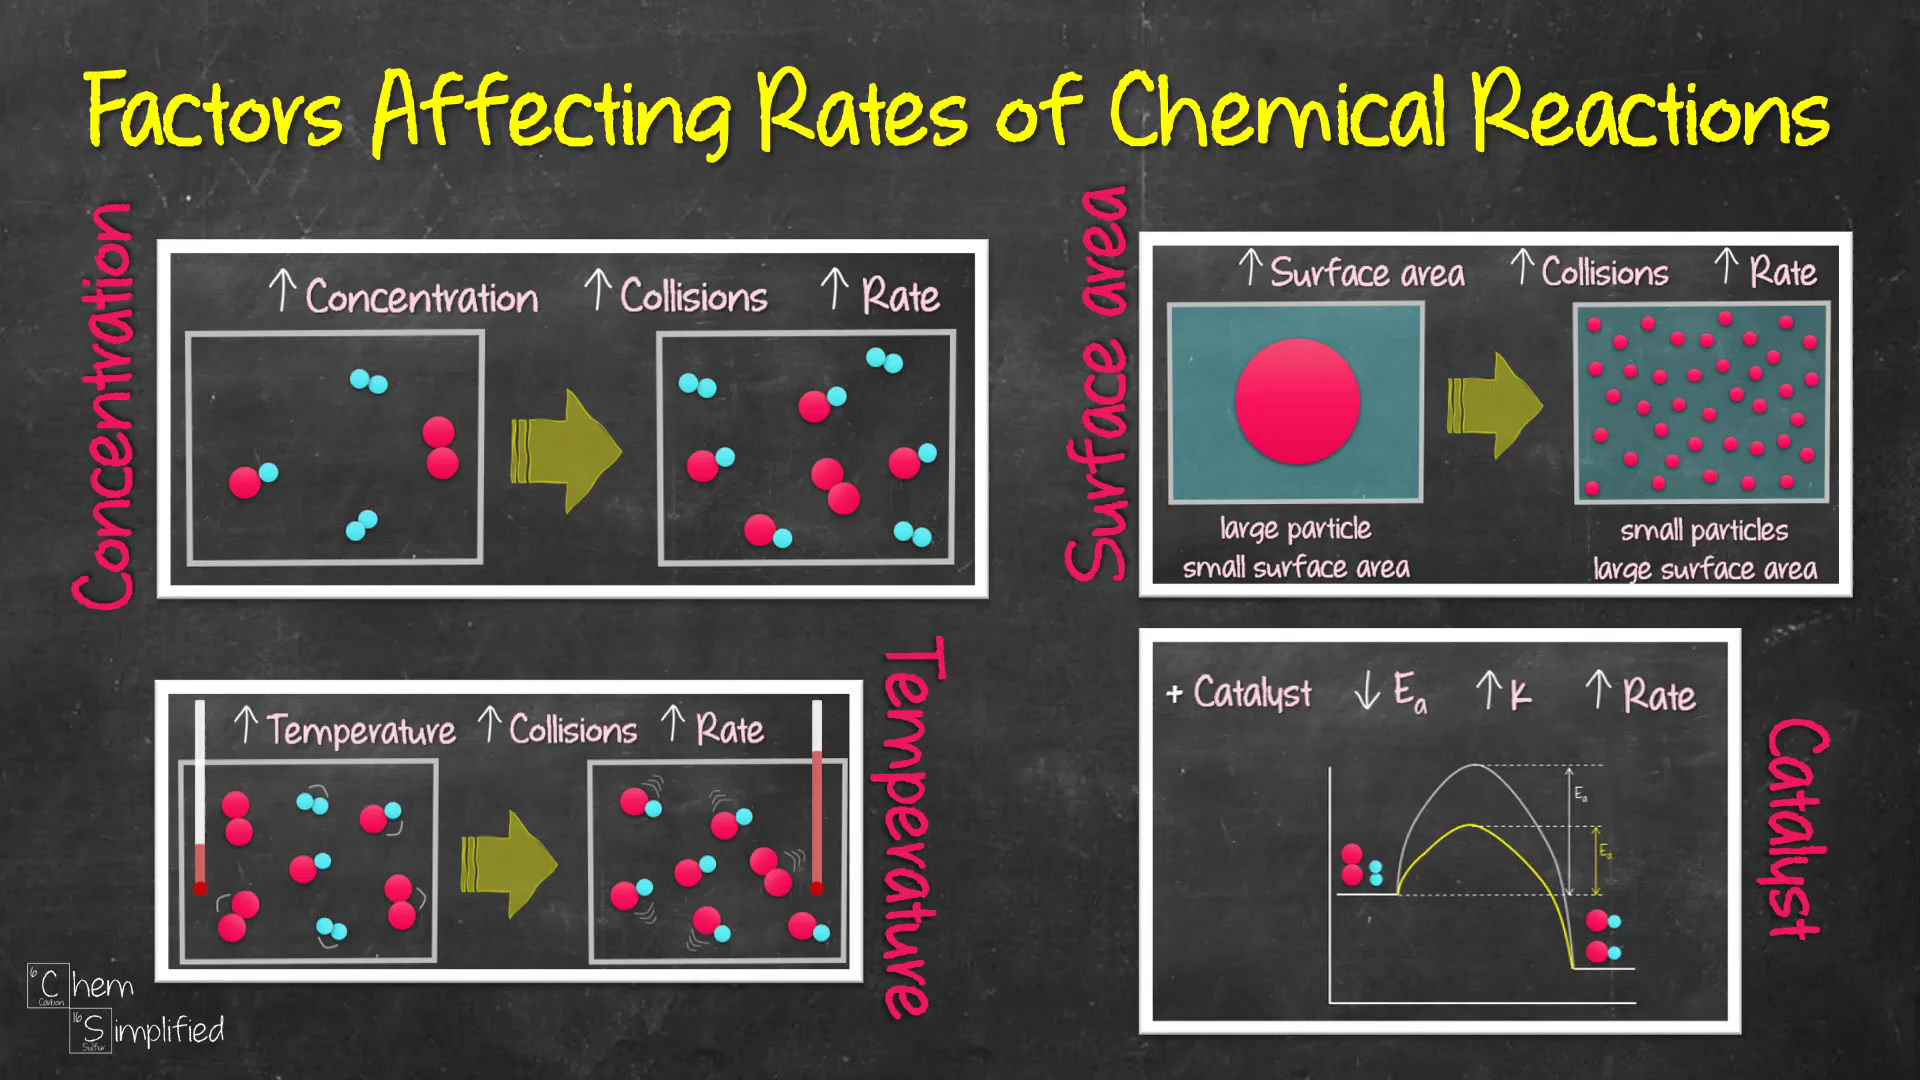 Factors Affecting Rates of Chemical Reactions
Concentration
↑ Concentration ↑ Collisions ↑ Rate
Surface area
↑ Surface area ↑ Collisions ↑ Rate
large particle
small surface area
small particles
large surface area
Temperature
↑ Temperature ↑ Collisions ↑ Rate
Catalyst
+ Catalyst ↓ Ea ↑ K ↑ Rate
Ea
Ea
6
Chem
Carbon
16
Simplified
Sulfur